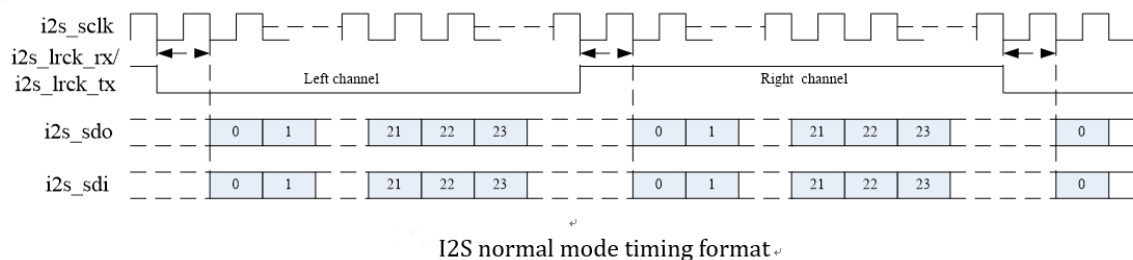 i2s_sclk
i2s_lrck_rx/
i2s_lrck_tx
Left channel
Right channel
i2s_sdo
0 1 21 22 23 0 1 21 22 23 0
i2s_sdi
0 1 21 22 23 0 1 21 22 23 0
I2S normal mode timing format